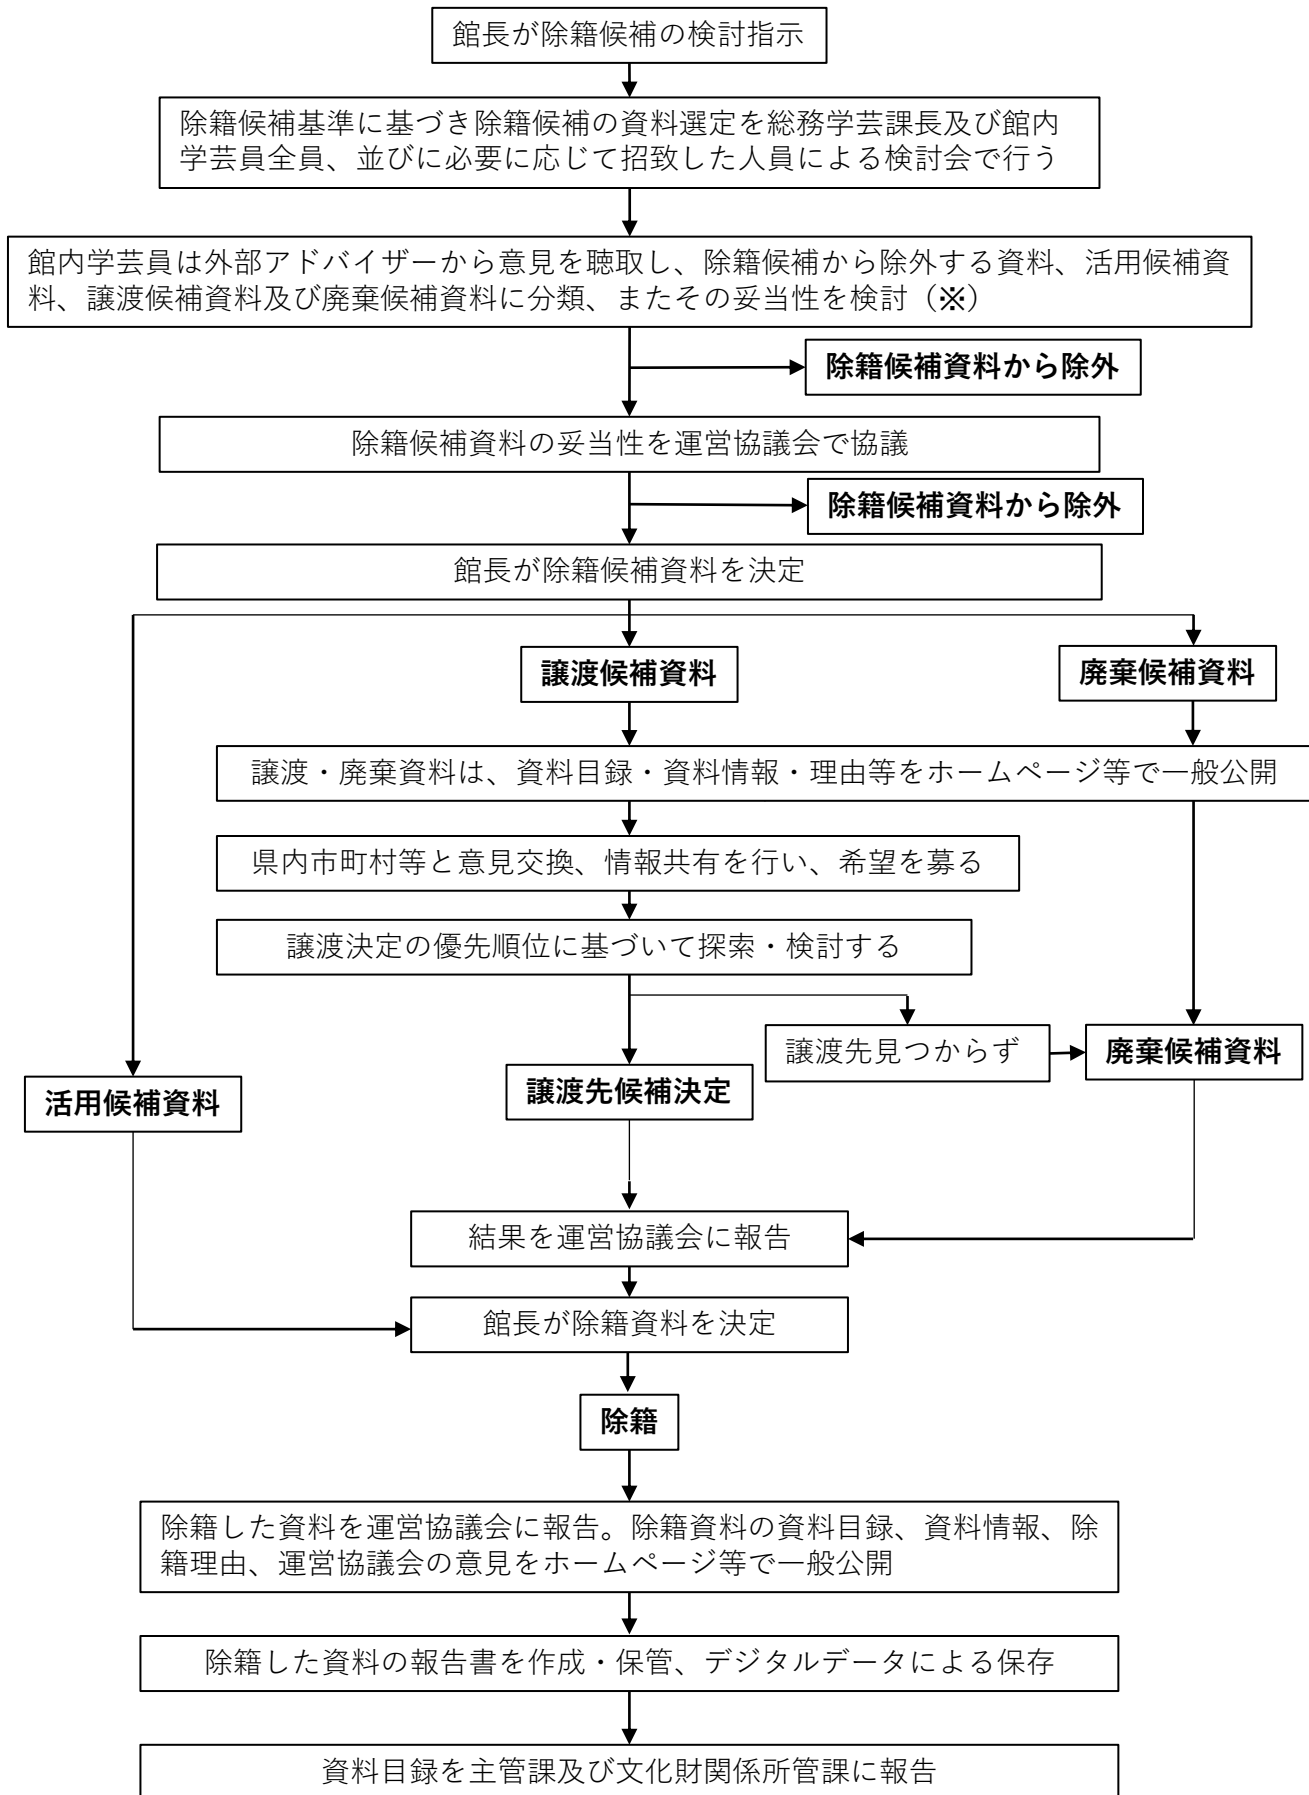 館長が除籍候補の検討指示
除籍候補基準に基づき除籍候補の資料選定を総務学芸課長及び館内
学芸員全員、並びに必要に応じて招致した人員による検討会で行う
館内学芸員は外部アドバイザーから意見を聴取し、除籍候補から除外する資料、活用候補資
料、譲渡候補資料及び廃棄候補資料に分類、またその妥当性を検討（※）
除籍候補資料から除外
除籍候補資料の妥当性を運営協議会で協議
除籍候補資料から除外
館長が除籍候補資料を決定
譲渡候補資料
廃棄候補資料
譲渡・廃棄資料は、資料目録・資料情報・理由等をホームページ等で一般公開
県内市町村等と意見交換、情報共有を行い、希望を募る
譲渡決定の優先順位に基づいて探索・検討する
譲渡先見つからず
廃棄候補資料
活用候補資料
譲渡先候補決定
結果を運営協議会に報告
館長が除籍資料を決定
除籍
除籍した資料を運営協議会に報告。除籍資料の資料目録、資料情報、除
籍理由、運営協議会の意見をホームページ等で一般公開
除籍した資料の報告書を作成・保管、デジタルデータによる保存
資料目録を主管課及び文化財関係所管課に報告